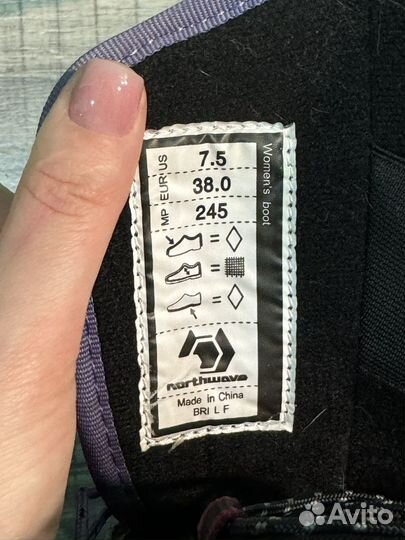 US 7.5
EUR 38.0
MP 245
Women's boot
=
=
=
northwave
Made in China
BRI L F
Avito